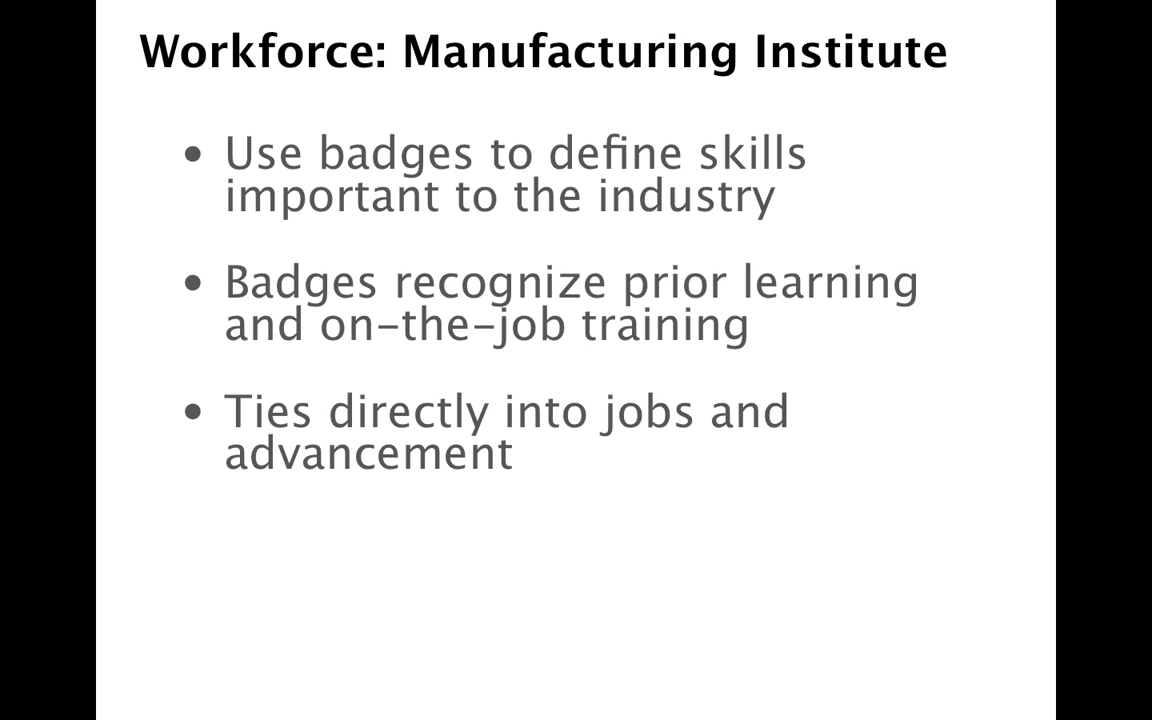 Workforce: Manufacturing Institute
• Use badges to define skills
important to the industry
• Badges recognize prior learning
and on-the-job training
• Ties directly into jobs and
advancement